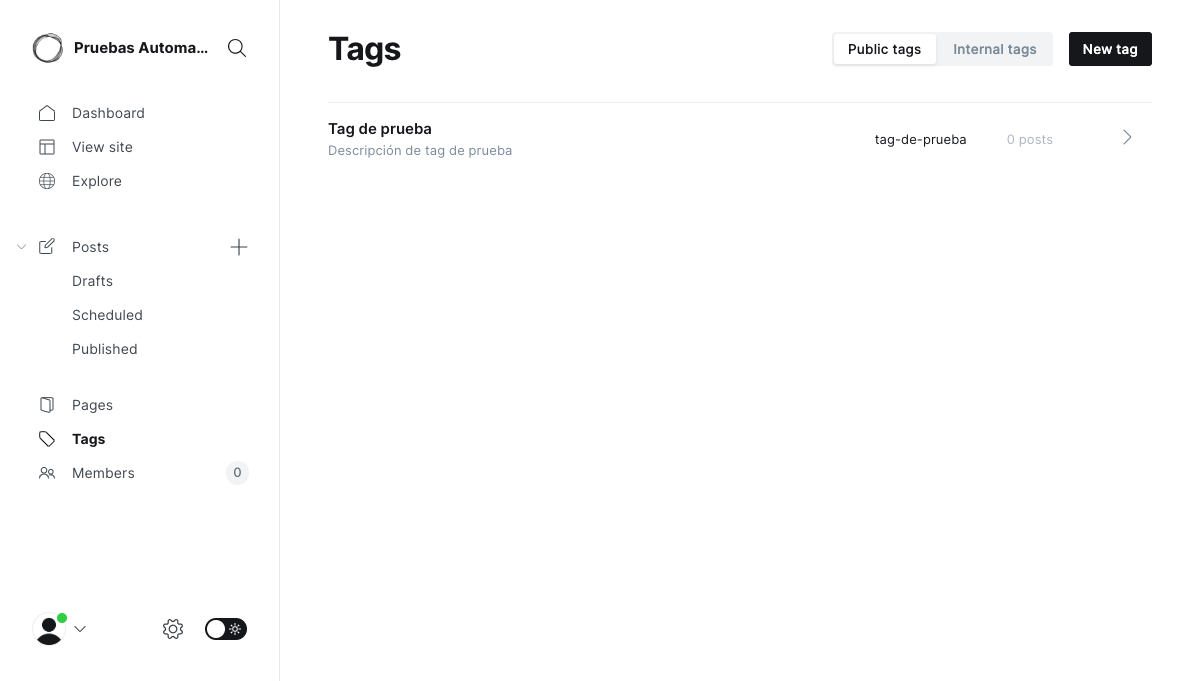 Pruebas Automa...
Dashboard
View site
Explore
Posts
Drafts
Scheduled
Published
Pages
Tags
Members 0
Tags
Public tags Internal tags New tag
Tag de prueba
Descripción de tag de prueba
tag-de-prueba 0 posts